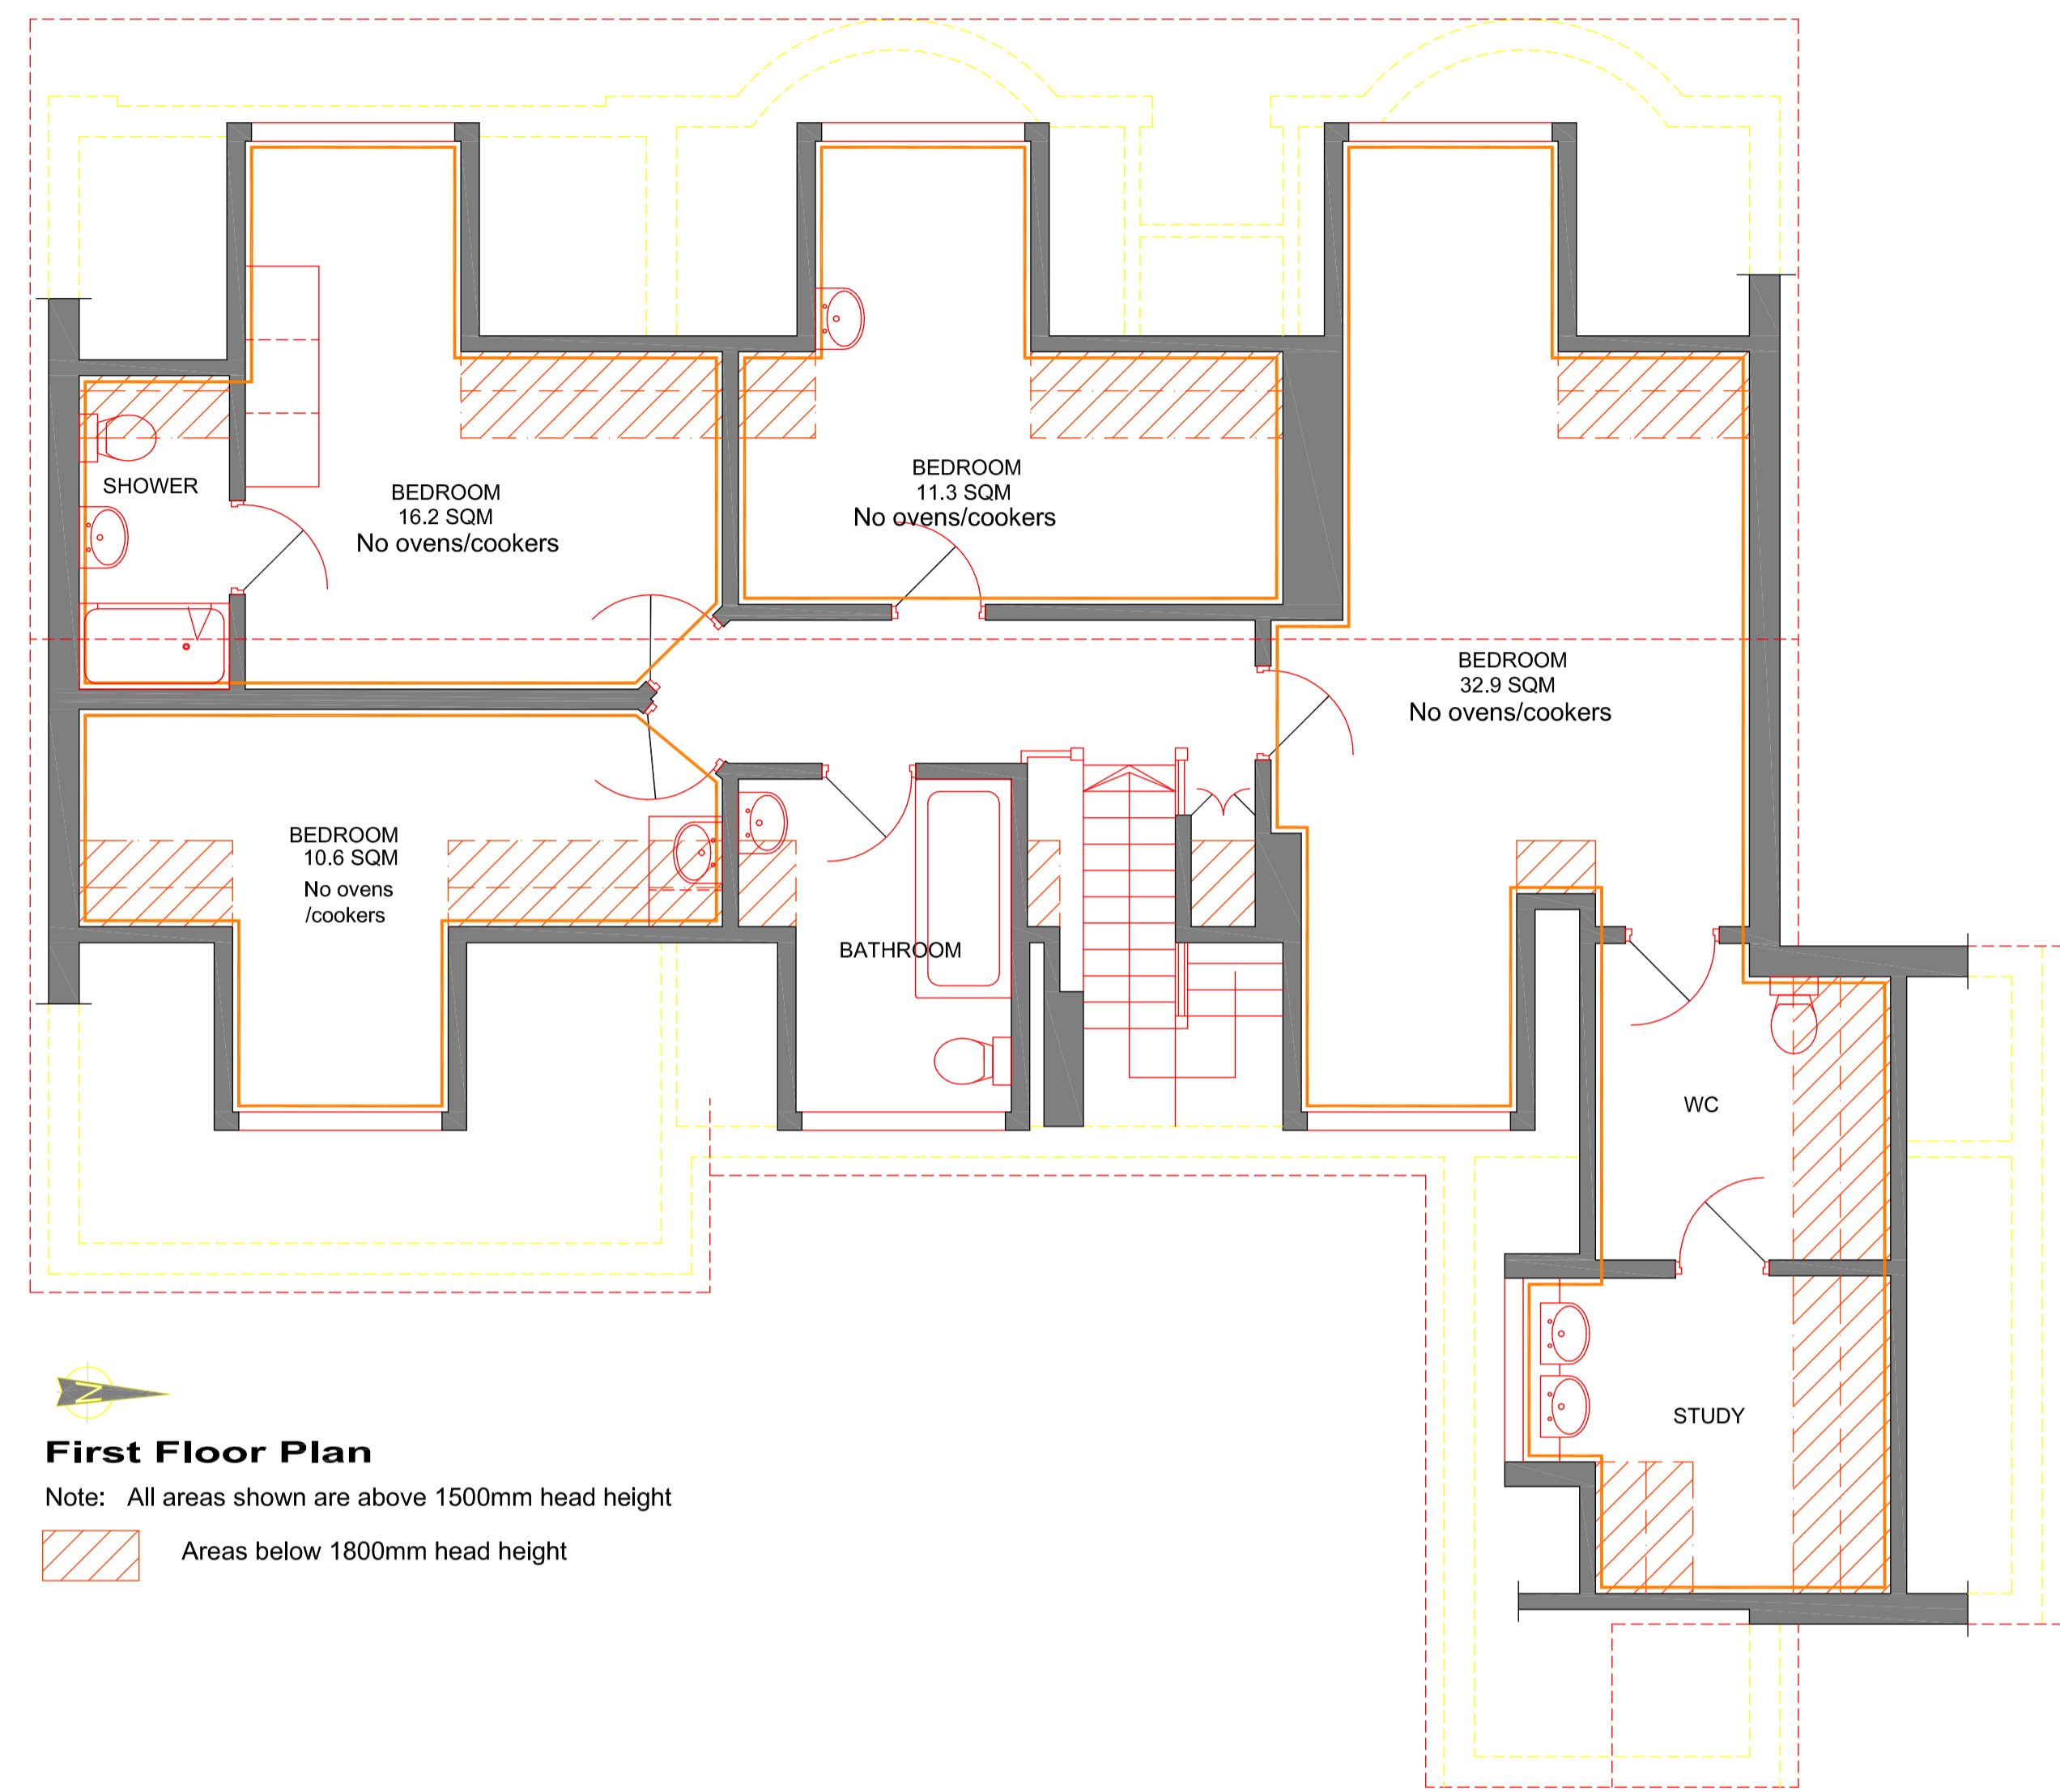 SHOWER
BEDROOM
16.2 SQM
No ovens/cookers
BEDROOM
11.3 SQM
No ovens/cookers
BEDROOM
32.9 SQM
No ovens/cookers
BEDROOM
10.6 SQM
No ovens
/cookers
BATHROOM
WC
STUDY
N
First Floor Plan
Note: All areas shown are above 1500mm head height
Areas below 1800mm head height